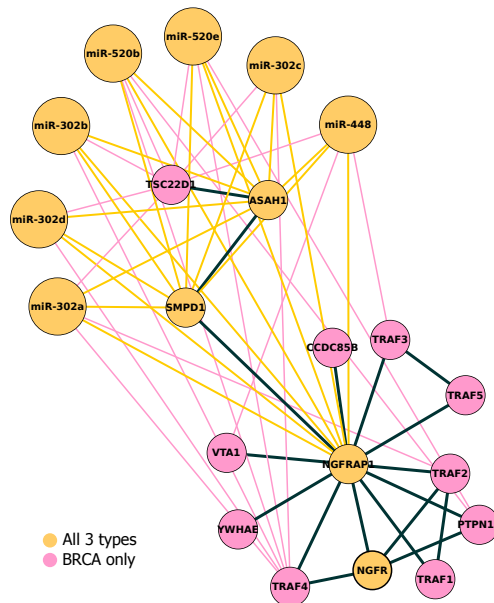 miR-520e
miR-520b
miR-302c
miR-302b
miR-448
TSC22D1
ASAH1
miR-302d
miR-302a
SMPD1
CCDC85B
TRAF3
TRAF5
VTA1
NGFRAP1
TRAF2
YWHAE
PTPN1
All 3 types
BRCA only
NGFR
TRAF1
TRAF4